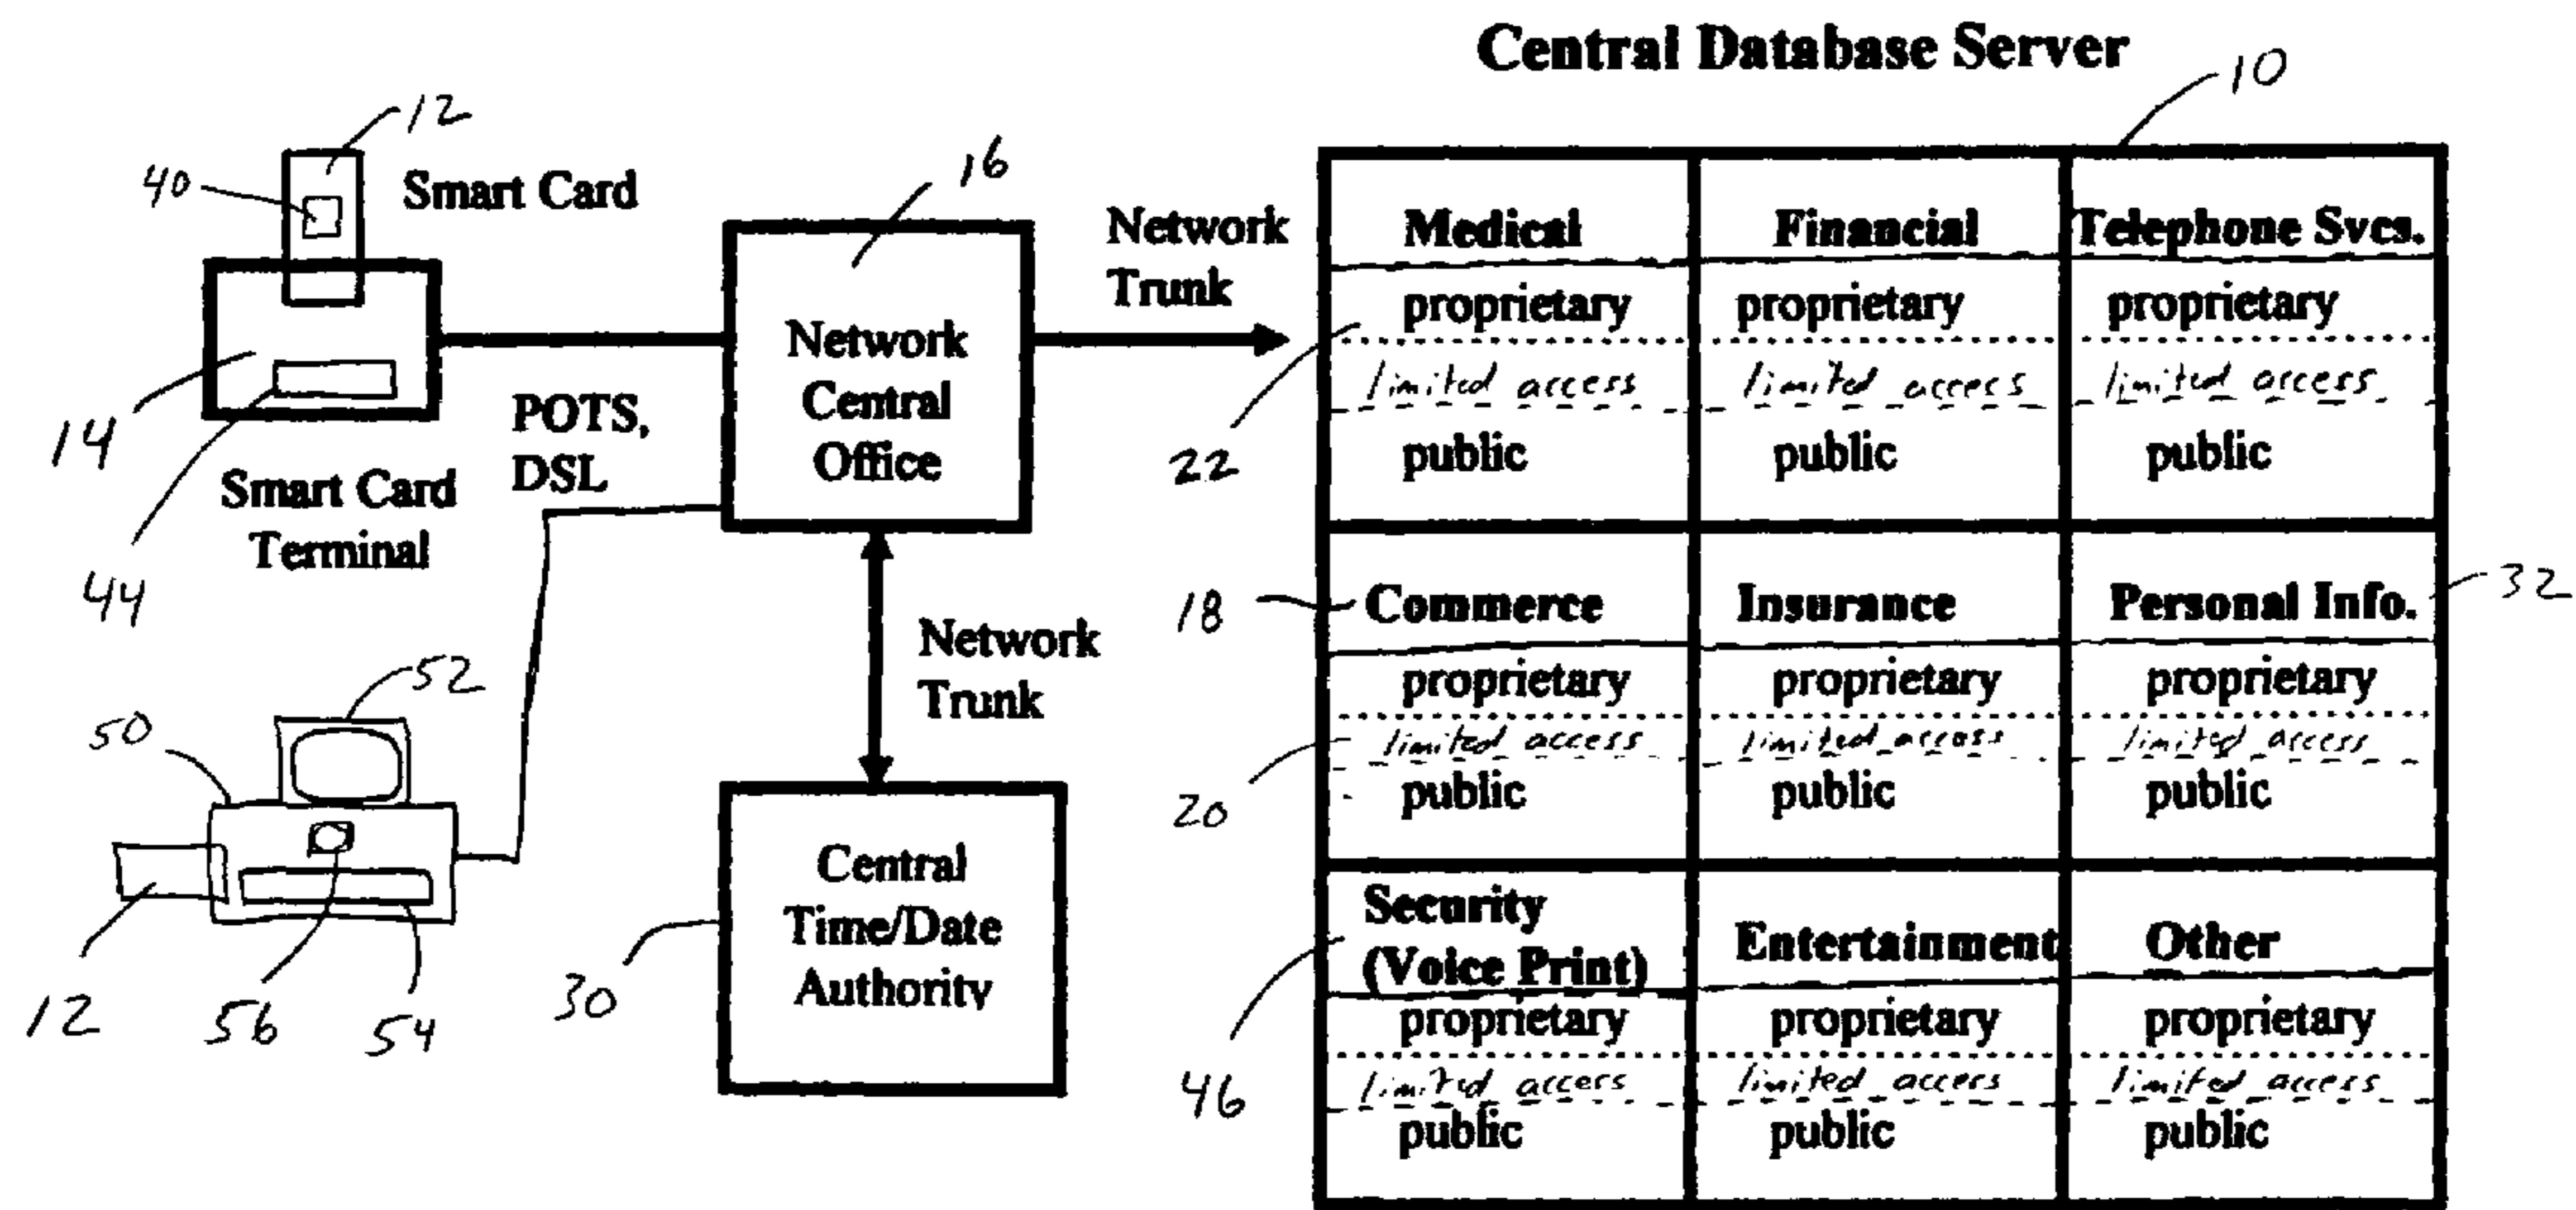 Central Database Server
10
12
40
Smart Card
14
44
Smart Card
Terminal
POTS,
DSL
16
Network
Central
Office
Network
Trunk
Network
Trunk
52
50
12
56
54
Central
Time/Date
Authority
30
Medical
proprietary
limited access
public
22
Financial
proprietary
limited access
public
Telephone Svcs.
proprietary
limited access
public
18
Commerce
proprietary
limited access
public
20
Insurance
proprietary
limited access
public
Personal Info.
32
proprietary
limited access
public
Security
(Voice Print)
proprietary
limited access
public
46
Entertainment
proprietary
limited access
public
Other
proprietary
limited access
public